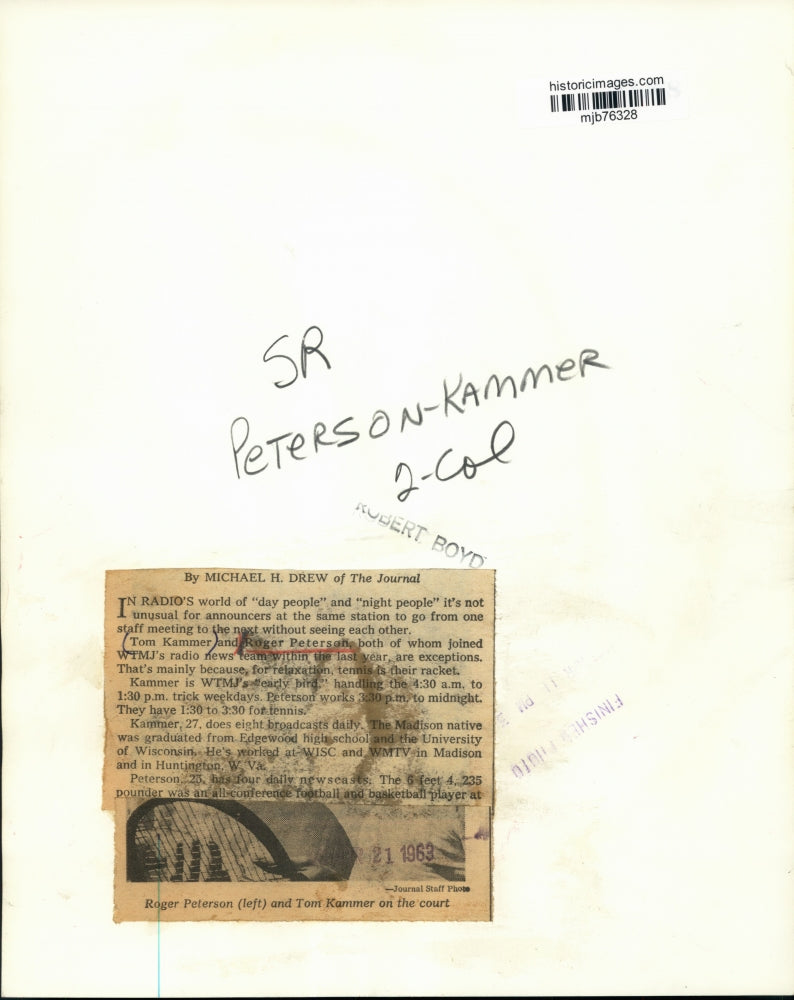 historicimages.com
mjb76328
SR
PETERSON-KAMMER
2-Col
ROBERT BOYD
By MICHAEL H. DREW of The Journal
IN RADIO'S world of "day people" and "night people" it's not
unusual for announcers at the same station to go from one
staff meeting to the next without seeing each other.
(Tom Kammer) and Roger Peterson, both of whom joined
WTMJ's radio news team within the last year, are exceptions.
That's mainly because, for relaxation, tennis is their racket.
Kammer is WTMJ's "early bird," handling the 4:30 a.m. to
1:30 p.m. trick weekdays. Peterson works 3:30 p.m. to midnight.
They have 1:30 to 3:30 for tennis.
Kammer, 27, does eight broadcasts daily. The Madison native
was graduated from Edgewood high school and the University
of Wisconsin. He's worked at WISC and WMTV in Madison
and in Huntington, W. Va.
Peterson, 25, has four daily newscasts. The 6 feet 4, 235
pounder was an all-conference football and basketball player at
21 1963
—Journal Staff Photo
Roger Peterson (left) and Tom Kammer on the court
11 PM
FINISHED PHOTO